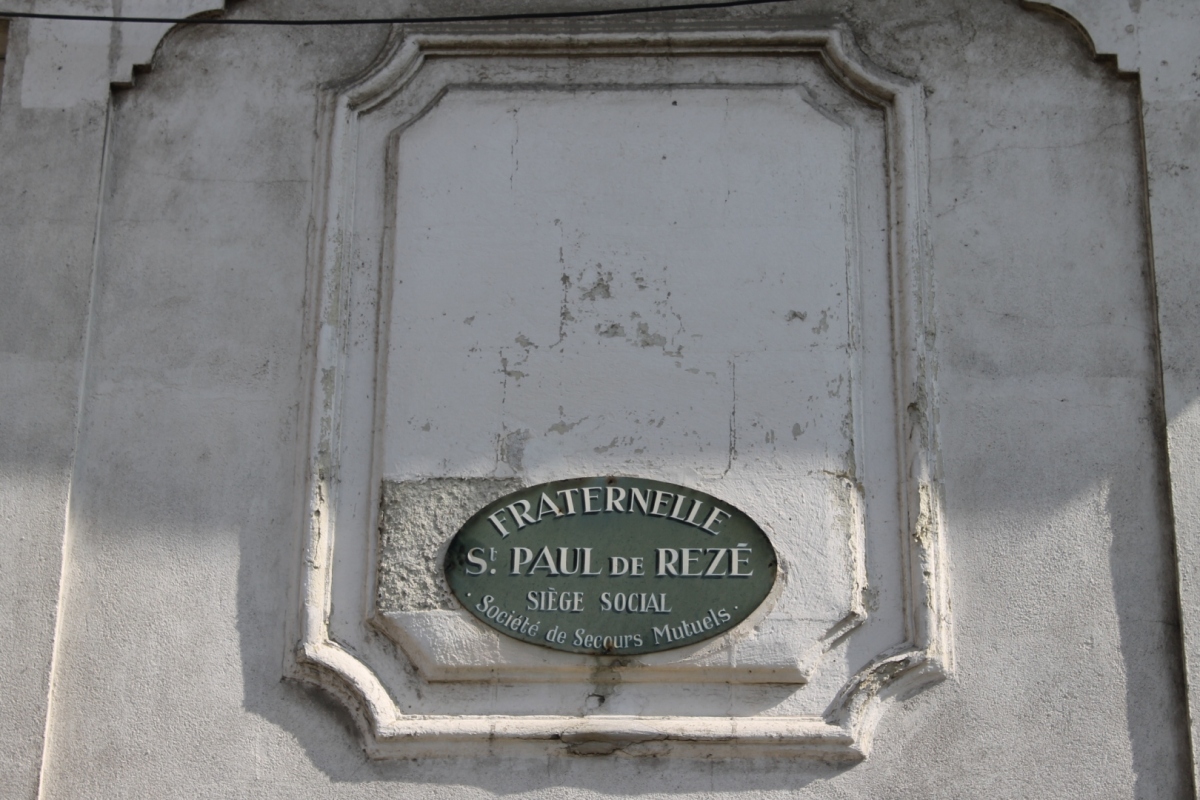 FRATERNELLE
St. PAUL DE REZÉ
SIÈGE SOCIAL
. Société de Secours Mutuels .